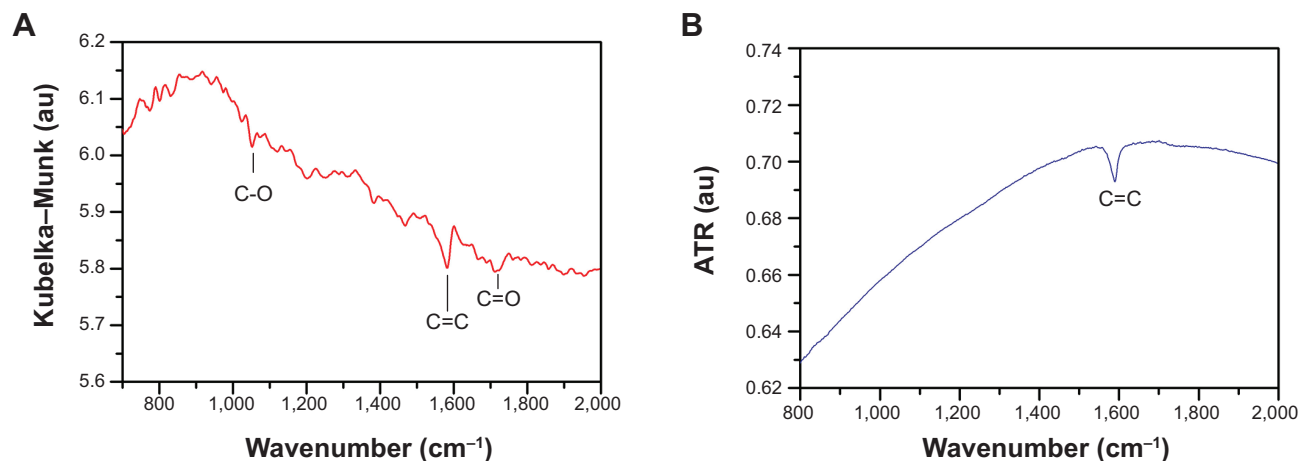 A
Kubelka–Munk (au)
6.2
6.1
6.0
5.9
5.8
5.7
5.6
C-O
C=C
C=O
800 1,000 1,200 1,400 1,600 1,800 2,000
Wavenumber (cm⁻¹)
B
ATR (au)
0.74
0.72
0.70
0.68
0.66
0.64
0.62
C=C
800 1,000 1,200 1,400 1,600 1,800 2,000
Wavenumber (cm⁻¹)